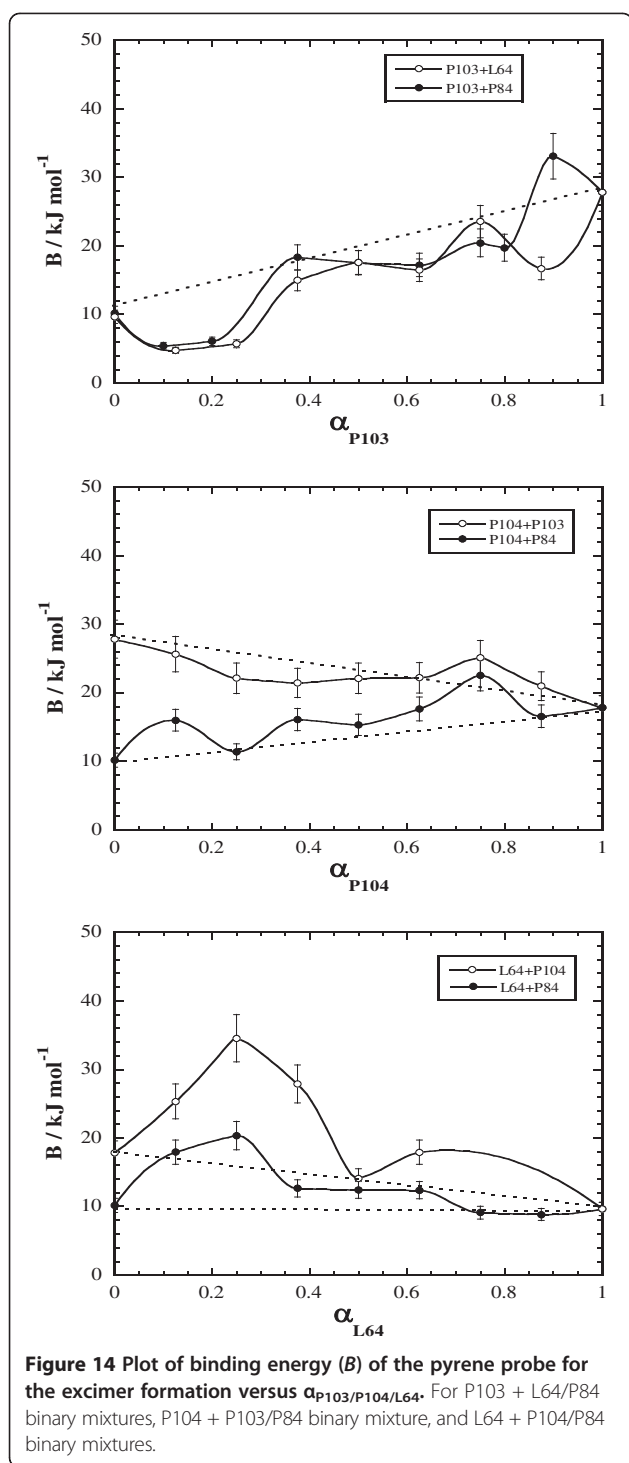 50
40
30
20
10
0
B / kJ mol-1
P103+L64
P103+P84
0 0.2 0.4 0.6 0.8 1
αP103
50
40
30
20
10
0
B / kJ mol-1
P104+P103
P104+P84
0 0.2 0.4 0.6 0.8 1
αP104
50
40
30
20
10
0
B / kJ mol-1
L64+P104
L64+P84
0 0.2 0.4 0.6 0.8 1
αL64
Figure 14 Plot of binding energy (B) of the pyrene probe for
the excimer formation versus αP103/P104/L64. For P103 + L64/P84
binary mixtures, P104 + P103/P84 binary mixture, and L64 + P104/P84
binary mixtures.